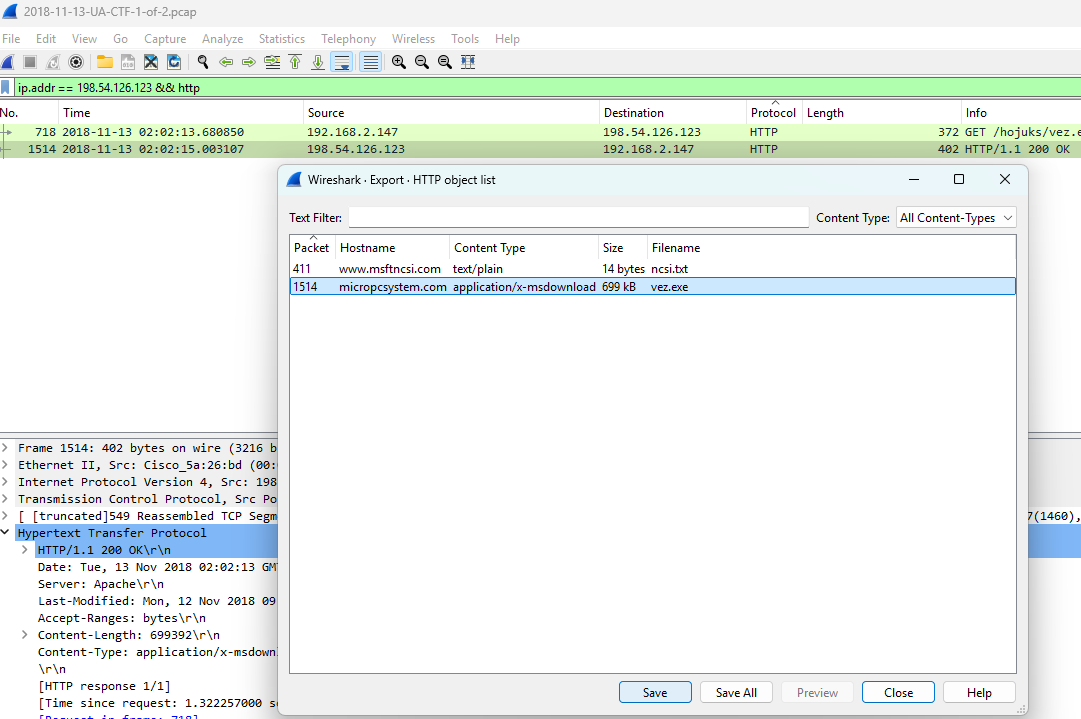 2018-11-13-UA-CTF-1-of-2.pcap
File Edit View Go Capture Analyze Statistics Telephony Wireless Tools Help
ip.addr == 198.54.126.123 && http
No. Time Source Destination Protocol Length Info
718 2018-11-13 02:02:13.680850 192.168.2.147 198.54.126.123 HTTP 372 GET /hojuks/vez.e
1514 2018-11-13 02:02:15.003107 198.54.126.123 192.168.2.147 HTTP 402 HTTP/1.1 200 OK
Wireshark · Export · HTTP object list
Text Filter: Content Type: All Content-Types
Packet Hostname Content Type Size Filename
411 www.msftncsi.com text/plain 14 bytes ncsi.txt
1514 micropcsystem.com application/x-msdownload 699 kB vez.exe
Save Save All Preview Close Help
Frame 1514: 402 bytes on wire (3216 b
Ethernet II, Src: Cisco_5a:26:bd (00:
Internet Protocol Version 4, Src: 198
Transmission Control Protocol, Src Po
[ [truncated]549 Reassembled TCP Segm 7(1460),
Hypertext Transfer Protocol
HTTP/1.1 200 OK\r\n
Date: Tue, 13 Nov 2018 02:02:13 GM
Server: Apache\r\n
Last-Modified: Mon, 12 Nov 2018 09
Accept-Ranges: bytes\r\n
Content-Length: 699392\r\n
Content-Type: application/x-msdown
\r\n
[HTTP response 1/1]
[Time since request: 1.322257000 s
[Request in frame: 718]